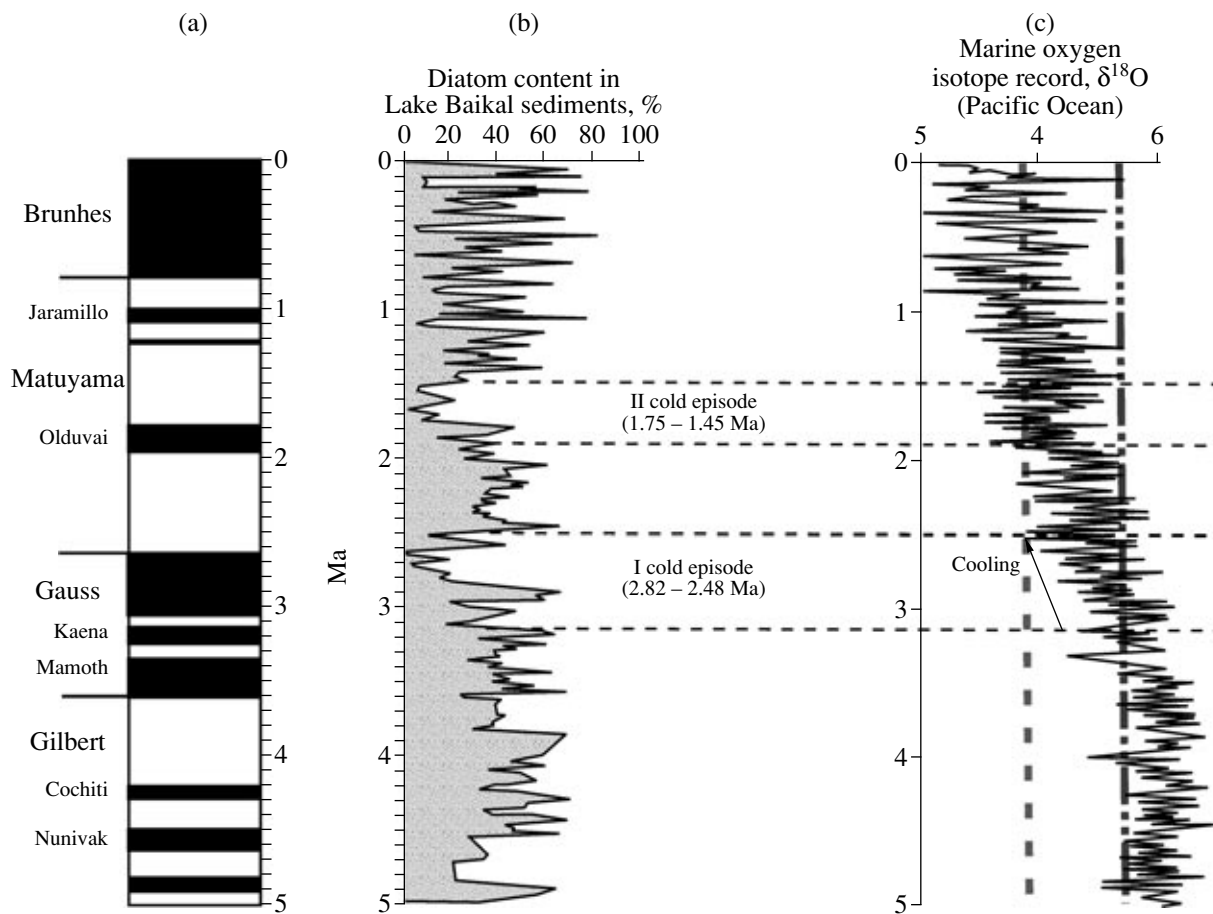 (a)
Brunhes
Jaramillo
Matuyama
Olduvai
Gauss
Kaena
Mamoth
Gilbert
Cochiti
Nunivak
0
1
2
3
4
5
(b)
Diatom content in
Lake Baikal sediments, %
0 20 40 60 80 100
Ma
0
1
2
3
4
5
II cold episode
(1.75 – 1.45 Ma)
I cold episode
(2.82 – 2.48 Ma)
(c)
Marine oxygen
isotope record, δ18O
(Pacific Ocean)
5 4 6
0
1
2
3
4
5
Cooling